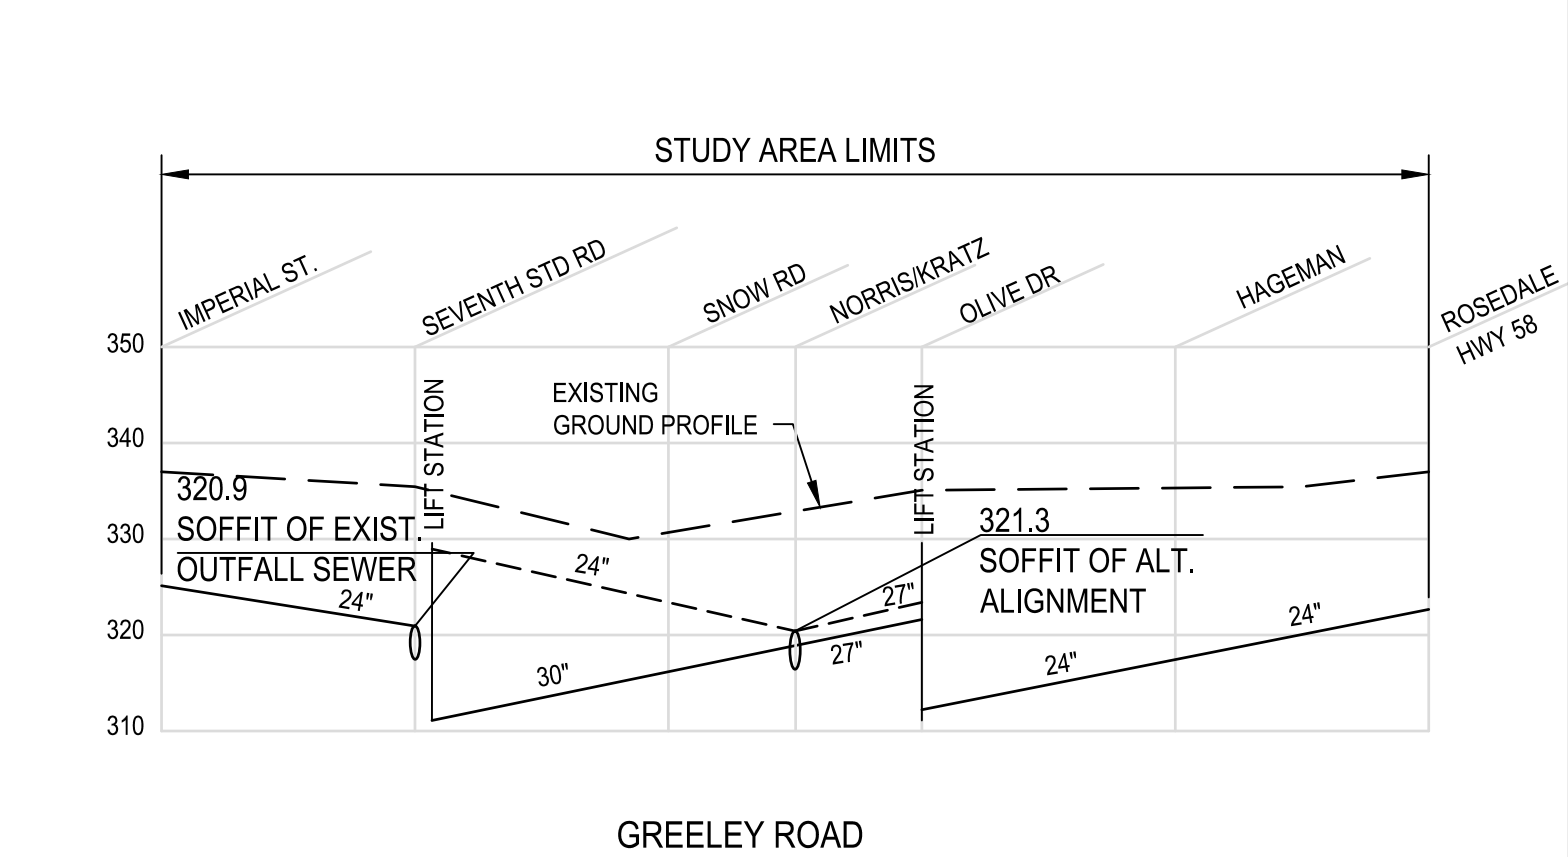 STUDY AREA LIMITS
IMPERIAL ST.
SEVENTH STD RD
SNOW RD
NORRIS/KRATZ
OLIVE DR
HAGEMAN
ROSEDALE
HWY 58
350
340
330
320
310
LIFT STATION
EXISTING
GROUND PROFILE
LIFT STATION
320.9
SOFFIT OF EXIST.
OUTFALL SEWER
24"
24"
30"
27"
27"
321.3
SOFFIT OF ALT.
ALIGNMENT
24"
24"
GREELEY ROAD